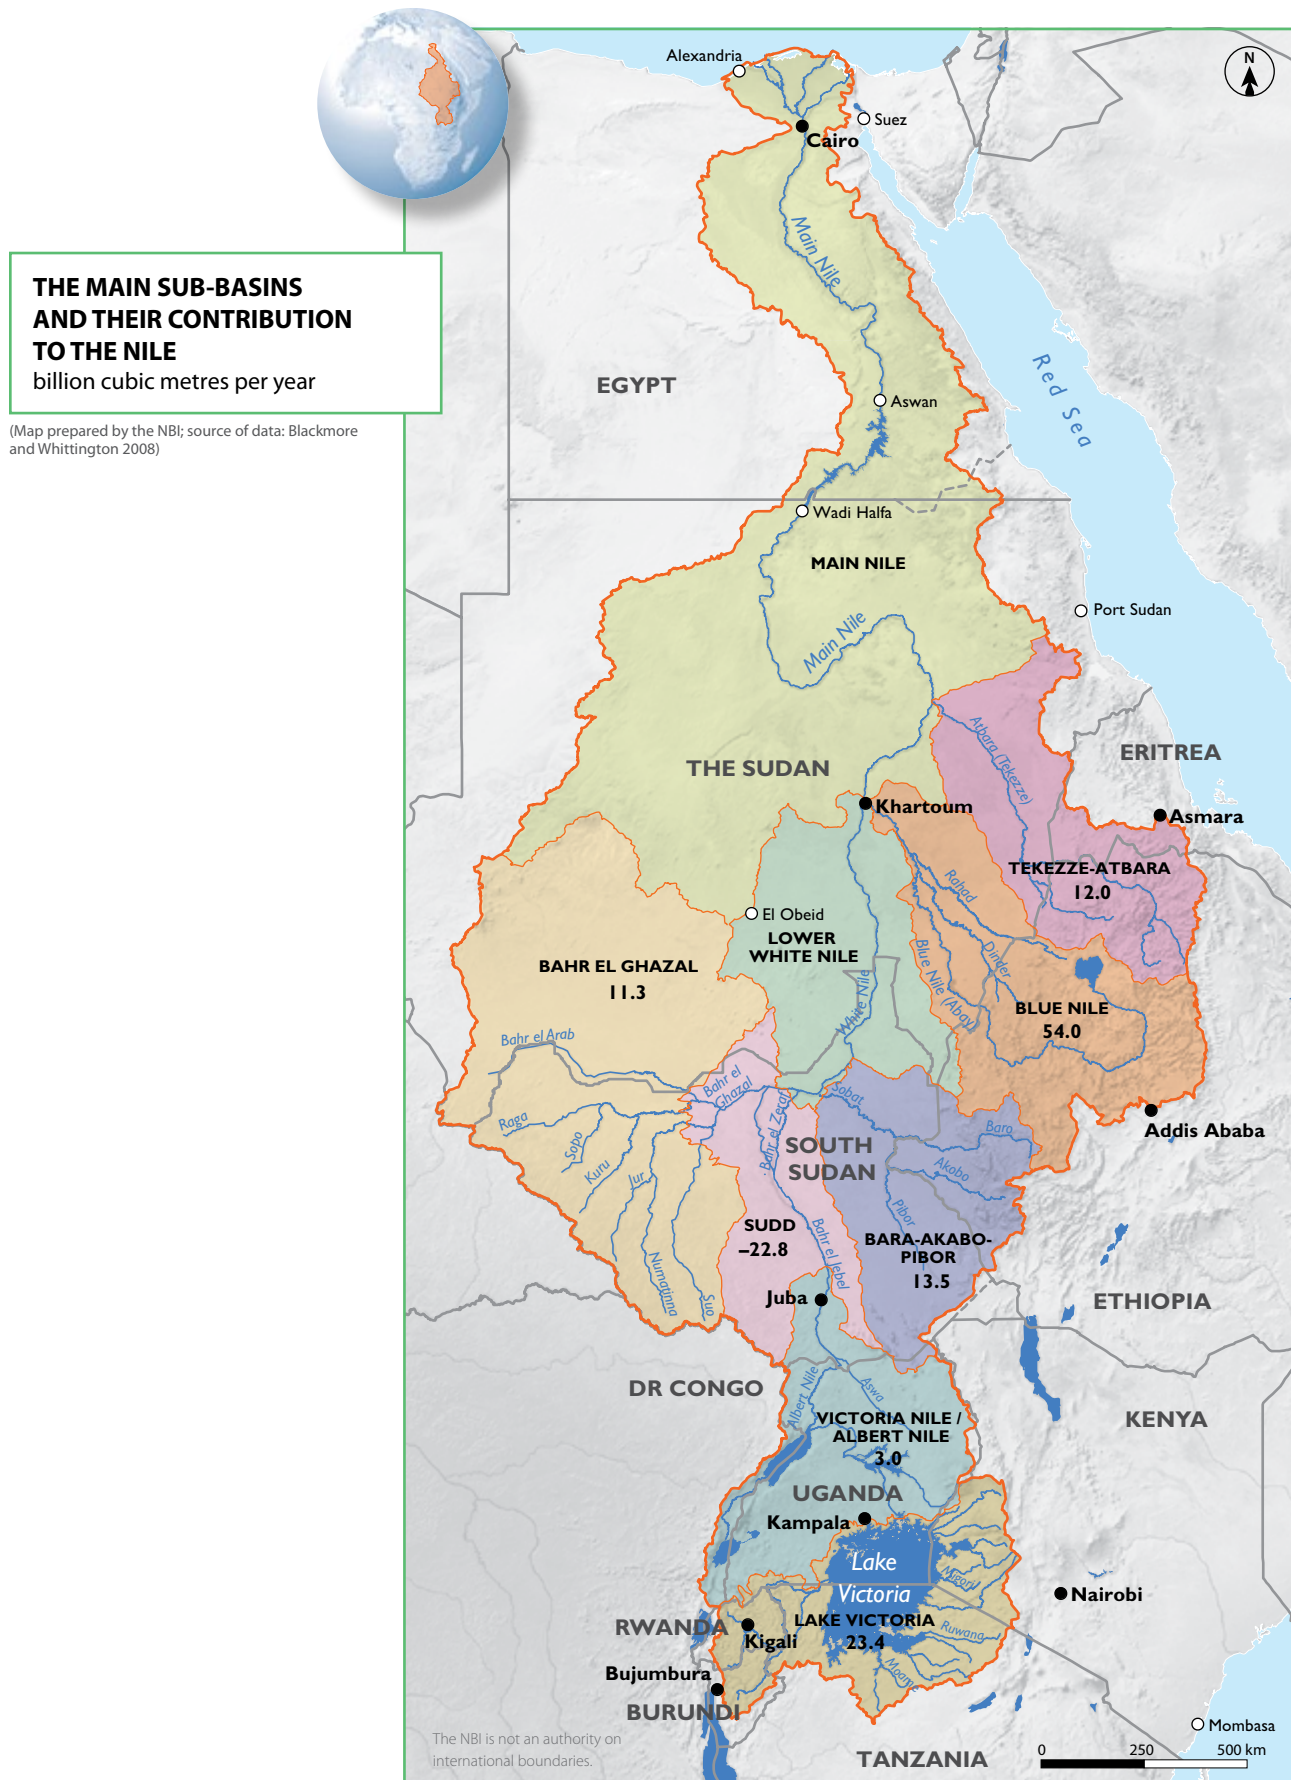 THE MAIN SUB-BASINS
AND THEIR CONTRIBUTION
TO THE NILE
billion cubic metres per year
(Map prepared by the NBI; source of data: Blackmore
and Whittington 2008)
N
Alexandria
Suez
Cairo
Main Nile
Red Sea
EGYPT
Aswan
Wadi Halfa
MAIN NILE
Port Sudan
Main Nile
Atbara (Tekezze)
ERITREA
THE SUDAN
Khartoum
Asmara
TEKEZZE-ATBARA
12.0
Rahad
El Obeid
LOWER
WHITE NILE
Dinder
Blue Nile (Abay)
BAHR EL GHAZAL
11.3
White Nile
BLUE NILE
54.0
Bahr el Arab
Bahr el
Ghazal
Bahr el Zeraf
Sobat
Raga
Sopo
Kuru
Jur
Baro
Akobo
Pibor
Addis Ababa
SOUTH
SUDAN
SUDD
–22.8
Bahr el Jebel
BARA-AKABO-
PIBOR
13.5
Numatinna
Suo
Juba
ETHIOPIA
DR CONGO
Albert Nile
Aswa
KENYA
VICTORIA NILE /
ALBERT NILE
3.0
UGANDA
Kampala
Lake
Victoria
Migori
Nairobi
LAKE VICTORIA
23.4
Ruwana
Moame
RWANDA
Kigali
Bujumbura
BURUNDI
Mombasa
The NBI is not an authority on
international boundaries.
TANZANIA
0 250 500 km